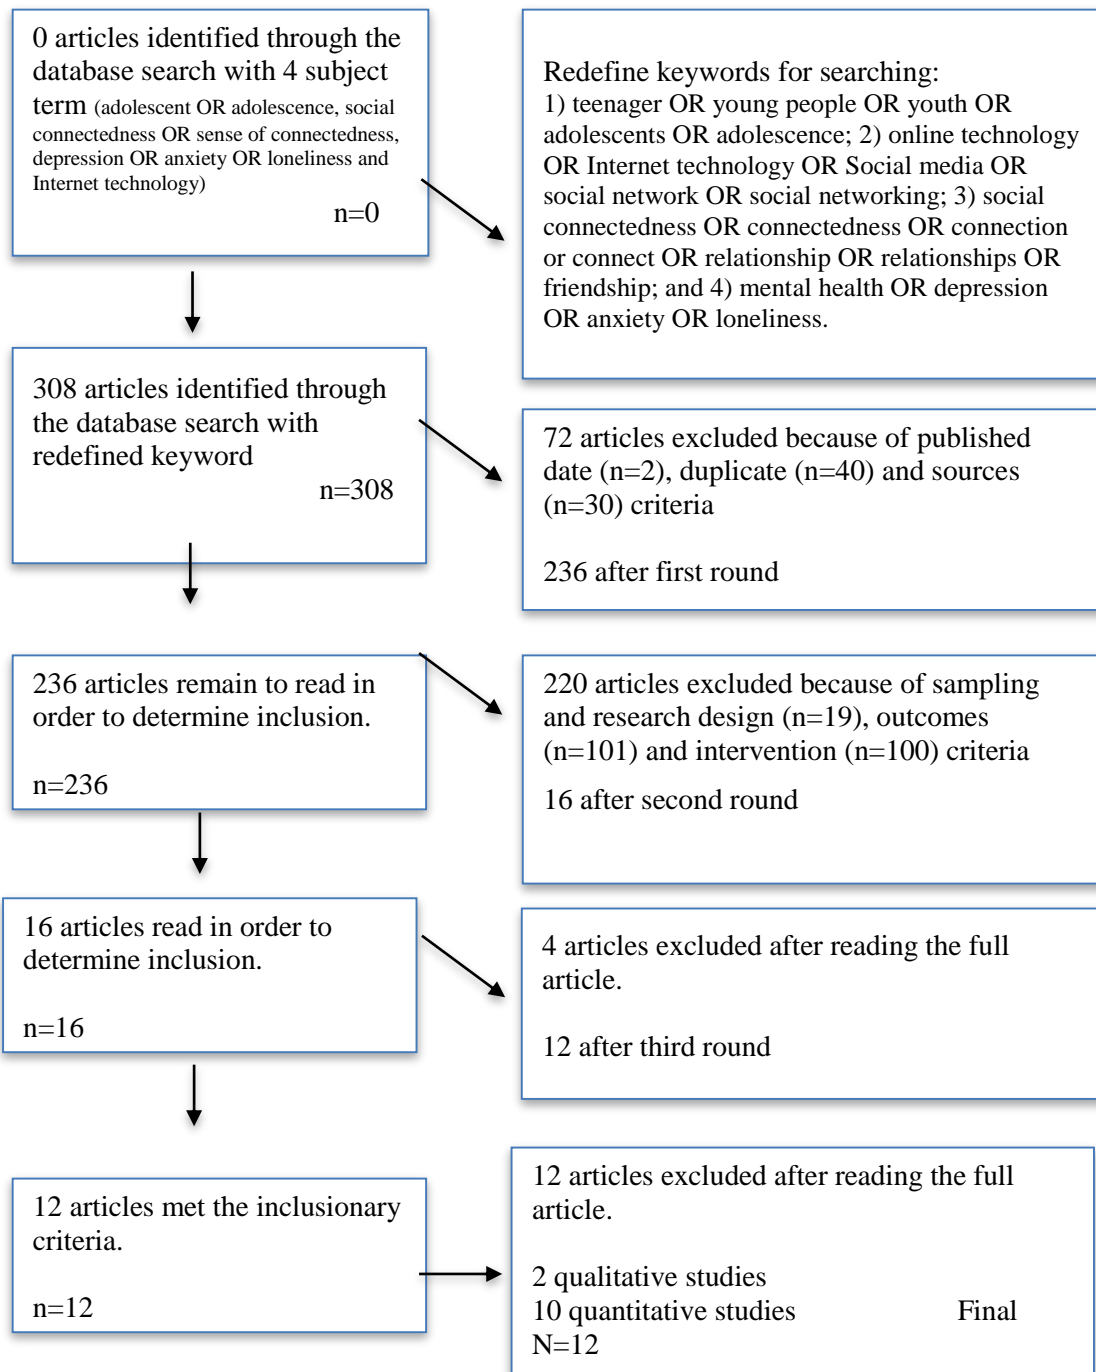 0 articles identified through the
database search with 4 subject
term (adolescent OR adolescence, social
connectedness OR sense of connectedness,
depression OR anxiety OR loneliness and
Internet technology)
n=0
Redefine keywords for searching:
1) teenager OR young people OR youth OR
adolescents OR adolescence; 2) online technology
OR Internet technology OR Social media OR
social network OR social networking; 3) social
connectedness OR connectedness OR connection
or connect OR relationship OR relationships OR
friendship; and 4) mental health OR depression
OR anxiety OR loneliness.
308 articles identified through
the database search with
redefined keyword
n=308
72 articles excluded because of published
date (n=2), duplicate (n=40) and sources
(n=30) criteria
236 after first round
236 articles remain to read in
order to determine inclusion.
n=236
220 articles excluded because of sampling
and research design (n=19), outcomes
(n=101) and intervention (n=100) criteria
16 after second round
16 articles read in order to
determine inclusion.
n=16
4 articles excluded after reading the full
article.
12 after third round
12 articles met the inclusionary
criteria.
n=12
12 articles excluded after reading the full
article.
2 qualitative studies
10 quantitative studies Final
N=12